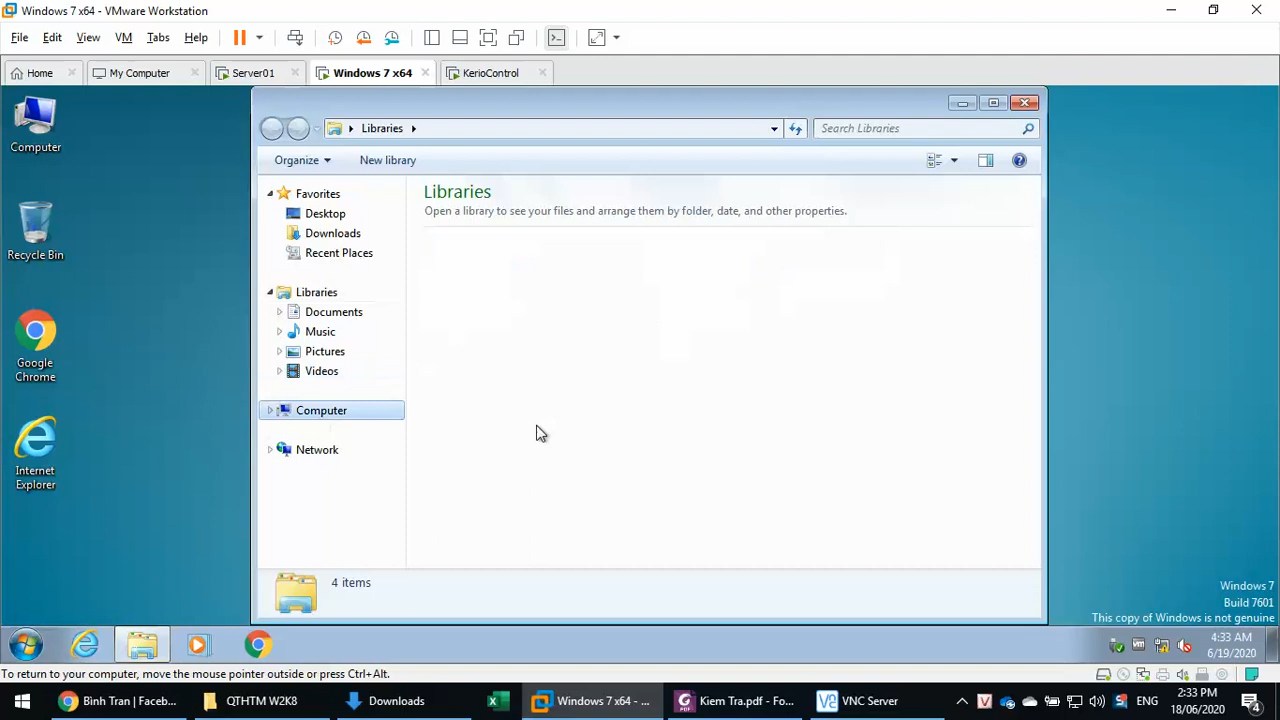 Windows 7 x64 - VMware Workstation
File Edit View VM Tabs Help
Home My Computer Server01 Windows 7 x64 KerioControl
Computer
Recycle Bin
Google
Chrome
Internet
Explorer
Libraries
Search Libraries
Organize New library
Favorites
Desktop
Downloads
Recent Places
Libraries
Documents
Music
Pictures
Videos
Computer
Network
Libraries
Open a library to see your files and arrange them by folder, date, and other properties.
4 items
Windows 7
Build 7601
This copy of Windows is not genuine
4:33 AM
6/19/2020
To return to your computer, move the mouse pointer outside or press Ctrl+Alt.
Bình Tran | Faceb... QTHTM W2K8 Downloads Windows 7 x64 - ... Kiem Tra.pdf - Fo... VNC Server ENG
2:33 PM
18/06/2020
4